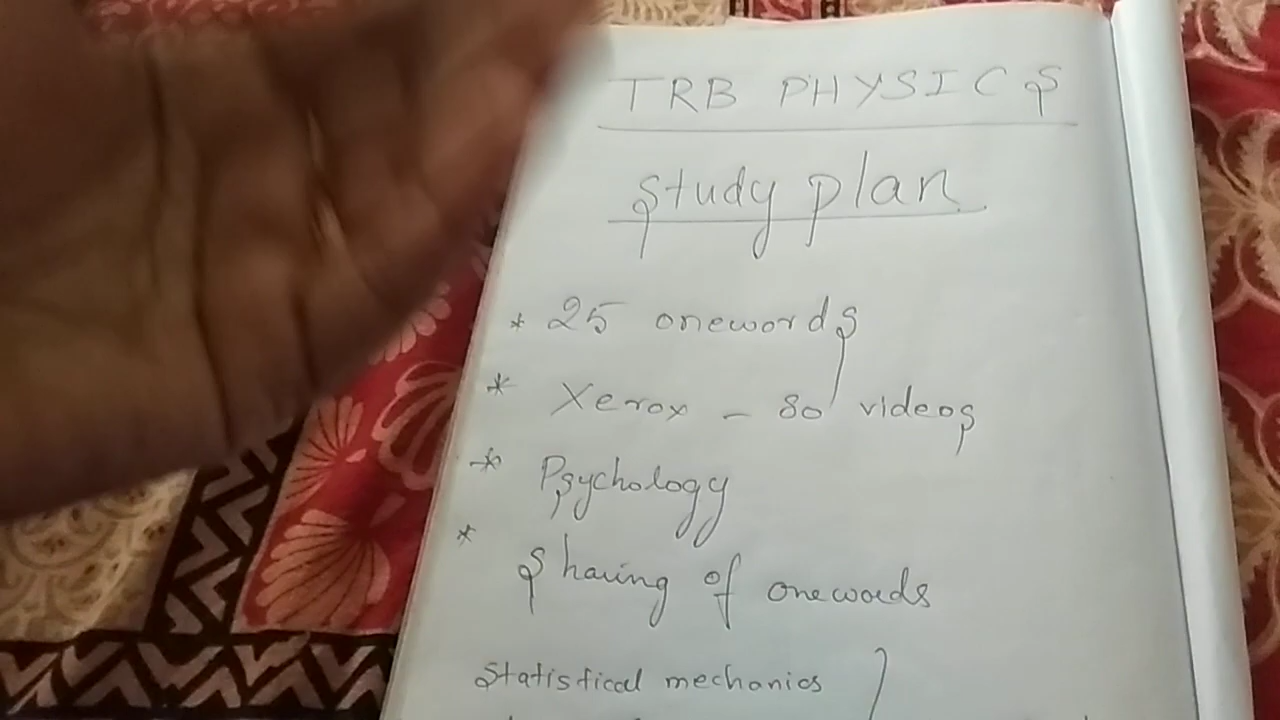 TRB PHYSICS
Study plan
* 25 onewords
* Xerox - 80 videos
* Psychology
* Sharing of onewords
Statistical mechanics }